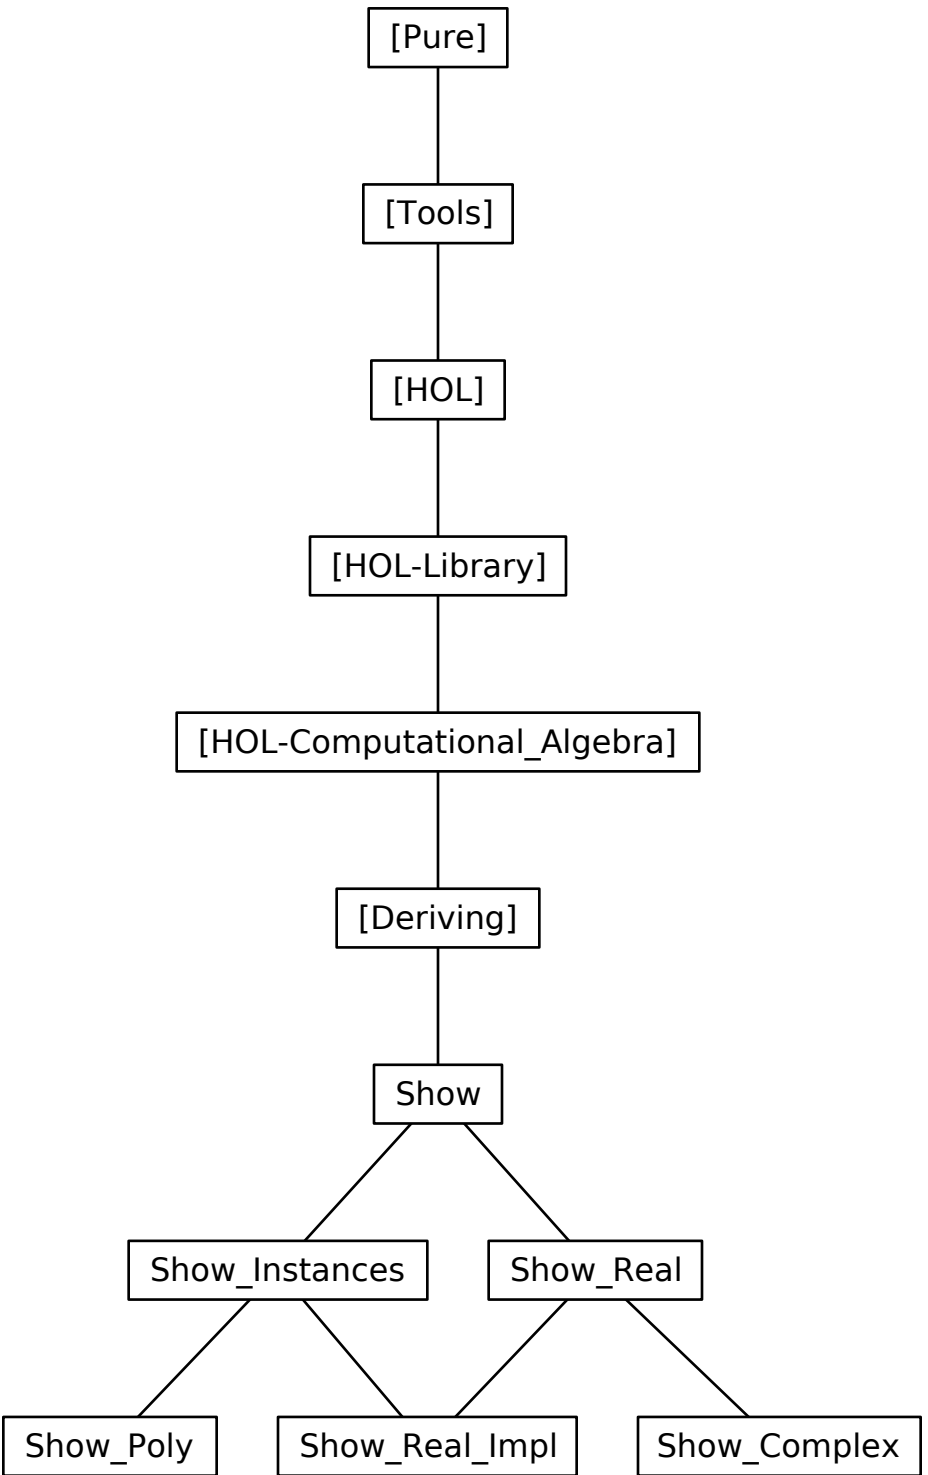 [Pure]
[Tools]
[HOL]
[HOL-Library]
[HOL-Computational_Algebra]
[Deriving]
Show
Show_Instances
Show_Real
Show_Poly
Show_Real_Impl
Show_Complex